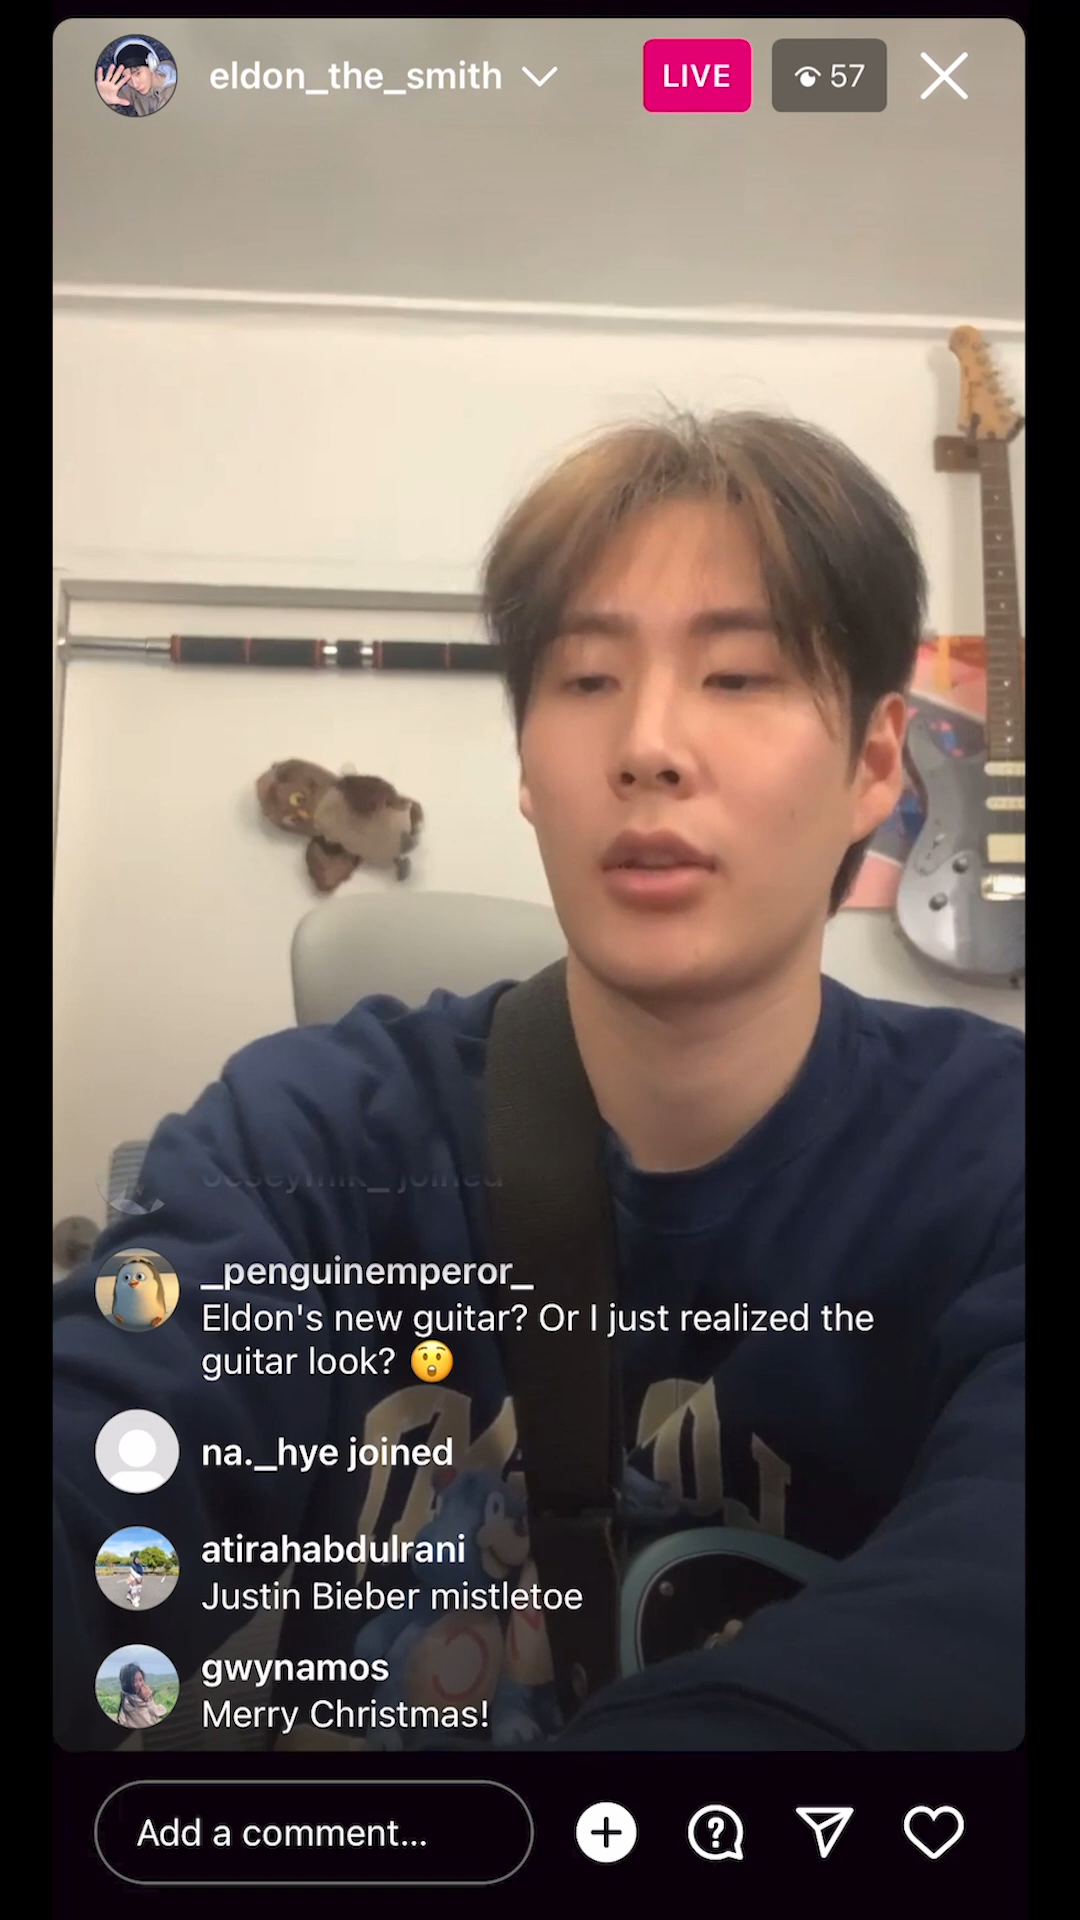 eldon_the_smith
LIVE
57
_penguinemperor_
Eldon's new guitar? Or I just realized the
guitar look? 😲
na._hye joined
atirahabdulrani
Justin Bieber mistletoe
gwynamos
Merry Christmas!
Add a comment...